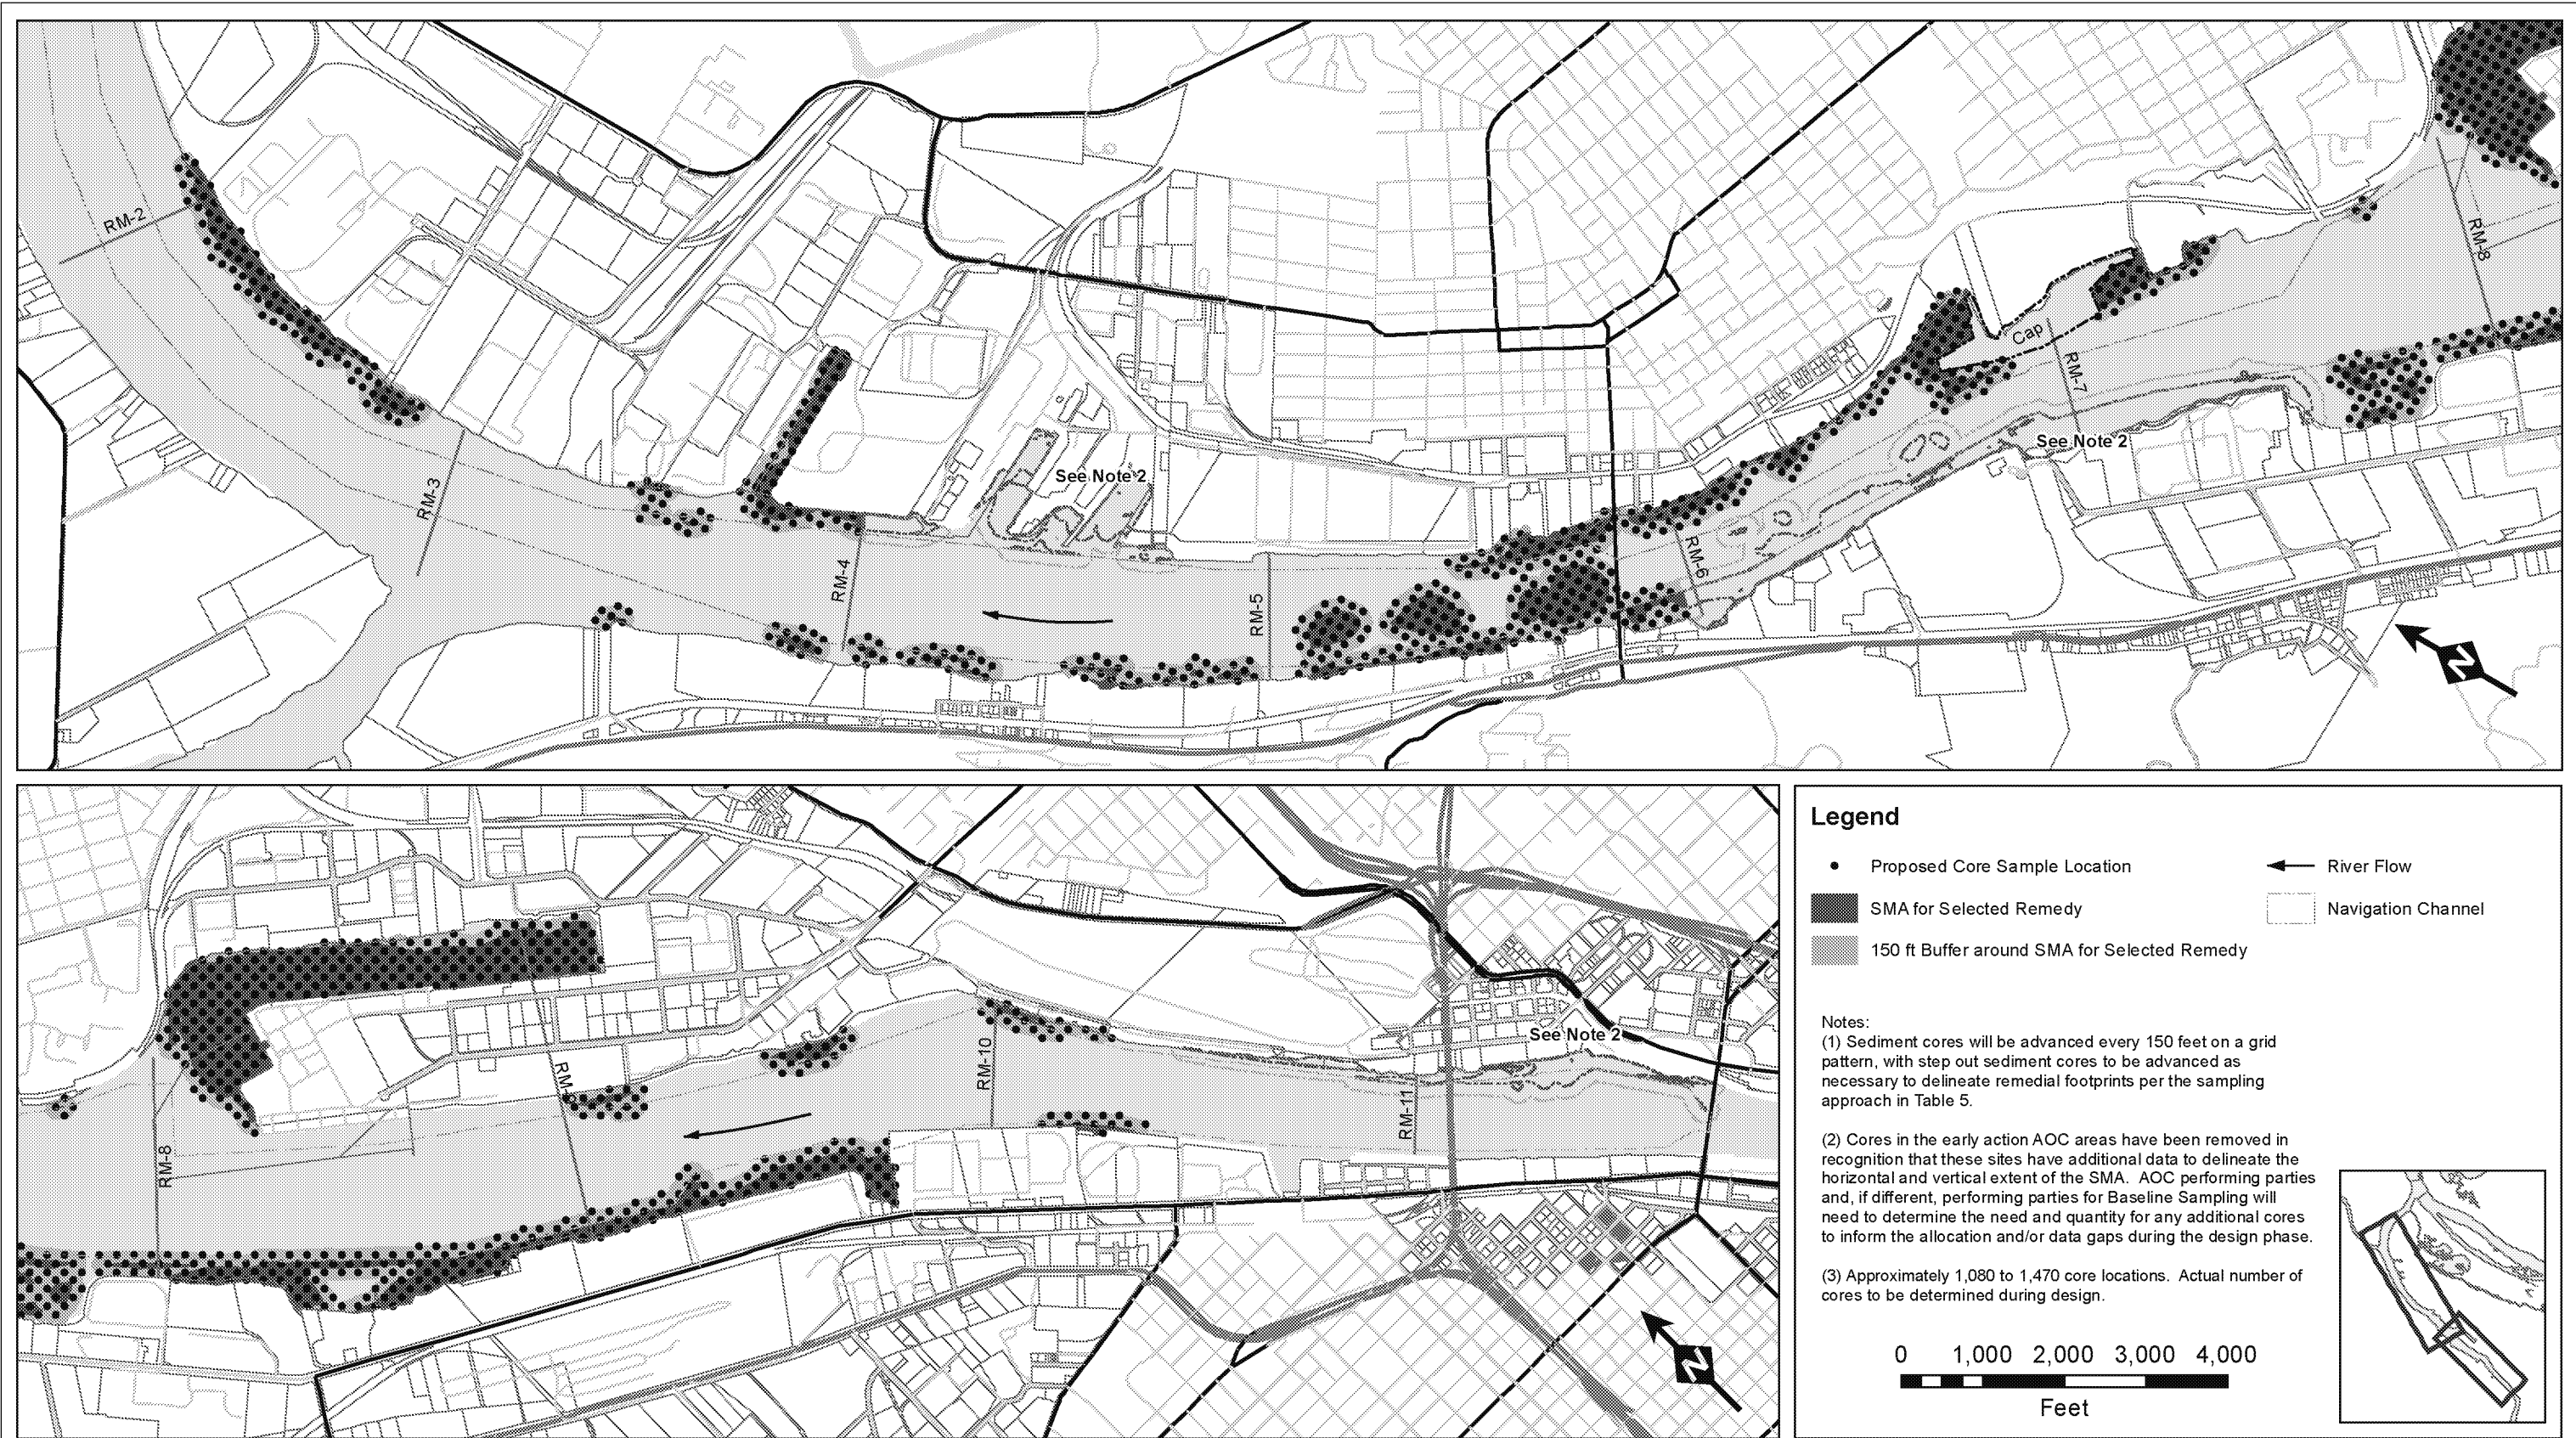 RM-2
RM-3
RM-4
RM-5
RM-6
RM-7
RM-8
Cap
See Note 2
See Note 2
N
RM-8
RM-
RM-10
RM-11
See Note 2
N
Legend
Proposed Core Sample Location
River Flow
SMA for Selected Remedy
Navigation Channel
150 ft Buffer around SMA for Selected Remedy
Notes:
(1) Sediment cores will be advanced every 150 feet on a grid
pattern, with step out sediment cores to be advanced as
necessary to delineate remedial footprints per the sampling
approach in Table 5.
(2) Cores in the early action AOC areas have been removed in
recognition that these sites have additional data to delineate the
horizontal and vertical extent of the SMA. AOC performing parties
and, if different, performing parties for Baseline Sampling will
need to determine the need and quantity for any additional cores
to inform the allocation and/or data gaps during the design phase.
(3) Approximately 1,080 to 1,470 core locations. Actual number of
cores to be determined during design.
0 1,000 2,000 3,000 4,000
Feet